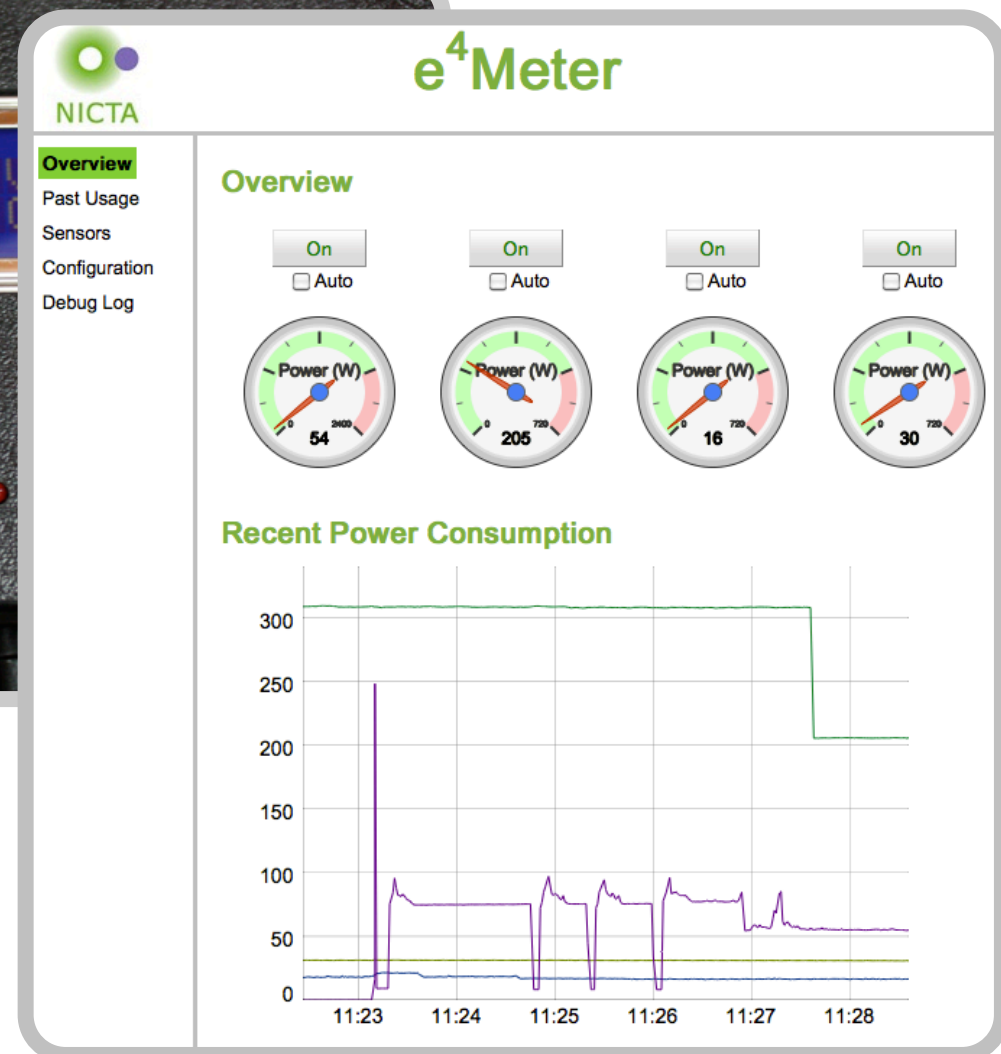 NICTA
e⁴Meter
Overview
Past Usage
Sensors
Configuration
Debug Log
Overview
On On On On
Auto Auto Auto Auto
Power (W) Power (W) Power (W) Power (W)
0 2400 0 720 0 720 0 720
54 205 16 30
Recent Power Consumption
300
250
200
150
100
50
0
11:23 11:24 11:25 11:26 11:27 11:28